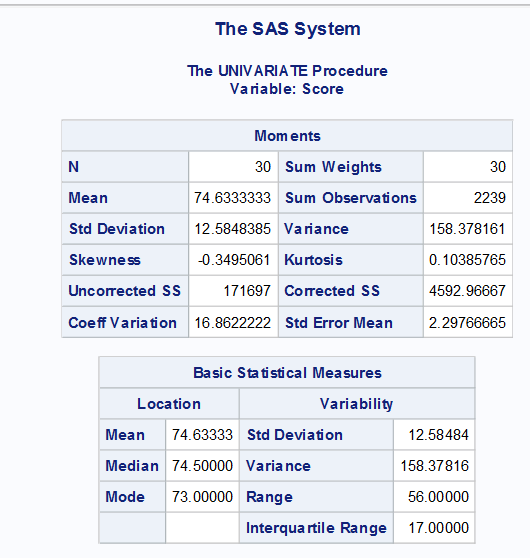 The SAS System
The UNIVARIATE Procedure
Variable: Score
Moments
N 30 Sum Weights 30
Mean 74.6333333 Sum Observations 2239
Std Deviation 12.5848385 Variance 158.378161
Skewness -0.3495061 Kurtosis 0.10385765
Uncorrected SS 171697 Corrected SS 4592.96667
Coeff Variation 16.8622222 Std Error Mean 2.29766665
Basic Statistical Measures
Location Variability
Mean 74.63333 Std Deviation 12.58484
Median 74.50000 Variance 158.37816
Mode 73.00000 Range 56.00000
Interquartile Range 17.00000